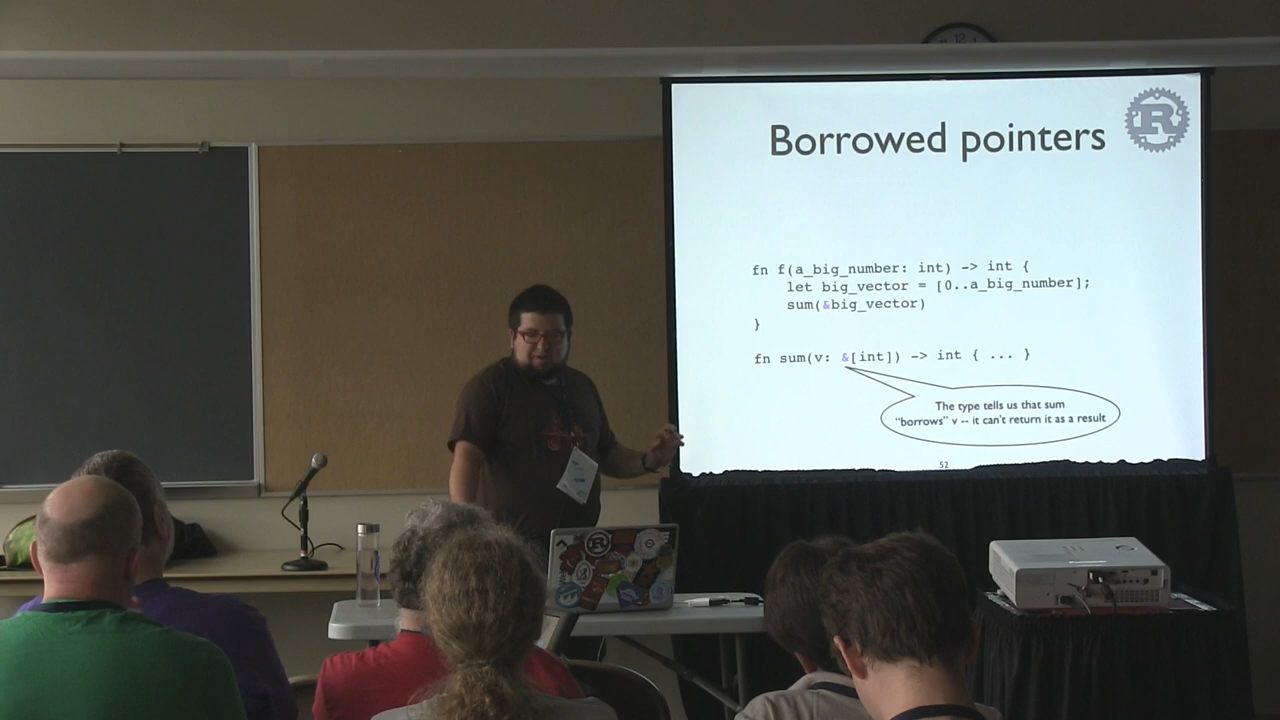 12
R
Borrowed pointers
fn f(a_big_number: int) -> int {
let big_vector = [0..a_big_number];
sum(&big_vector)
}
fn sum(v: &[int]) -> int { ... }
The type tells us that sum
“borrows” v -- it can't return it as a result
52
R